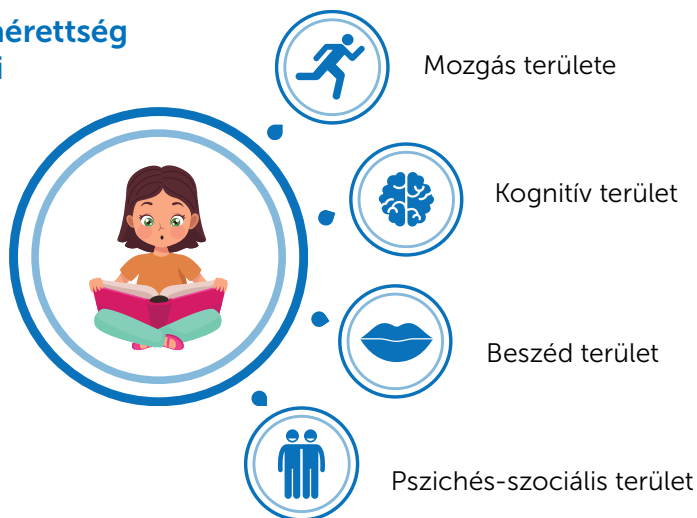 érettség
i
Mozgás területe
Kognitív terület
Beszéd terület
Pszichés-szociális terület